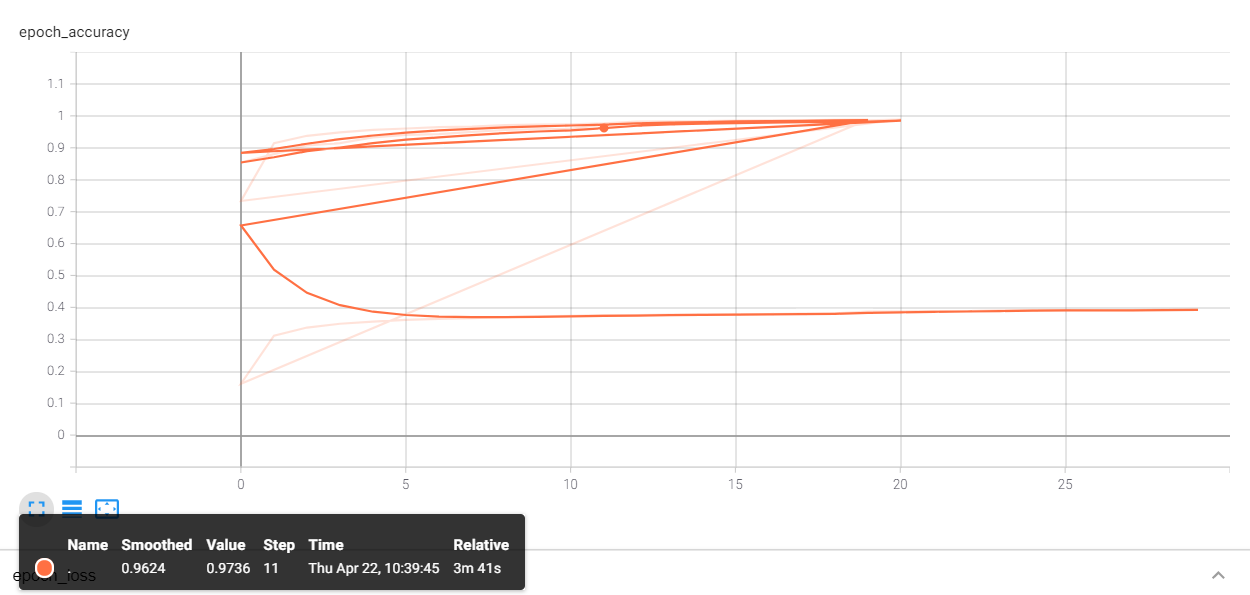 epoch_accuracy
1.1
1
0.9
0.8
0.7
0.6
0.5
0.4
0.3
0.2
0.1
0
0 5 10 15 20 25
Name Smoothed Value Step Time Relative
. 0.9624 0.9736 11 Thu Apr 22, 10:39:45 3m 41s
epoch_loss